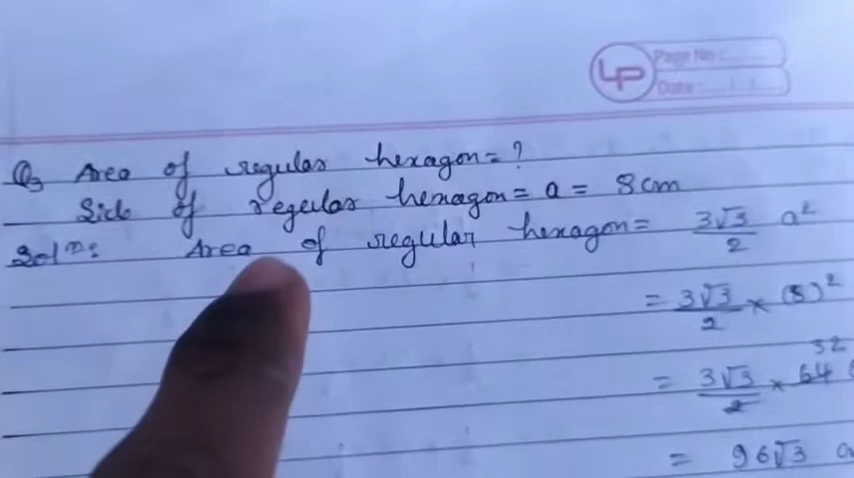 LP
Page No:
Date:
Q, Area of regular hexagon = ?
Side of regular hexagon = a = 8 cm
Solⁿ: Area of regular hexagon = 3√3/2 a²
= 3√3/2 × (8)²
32
= 3√3/2 × 64
= 96√3